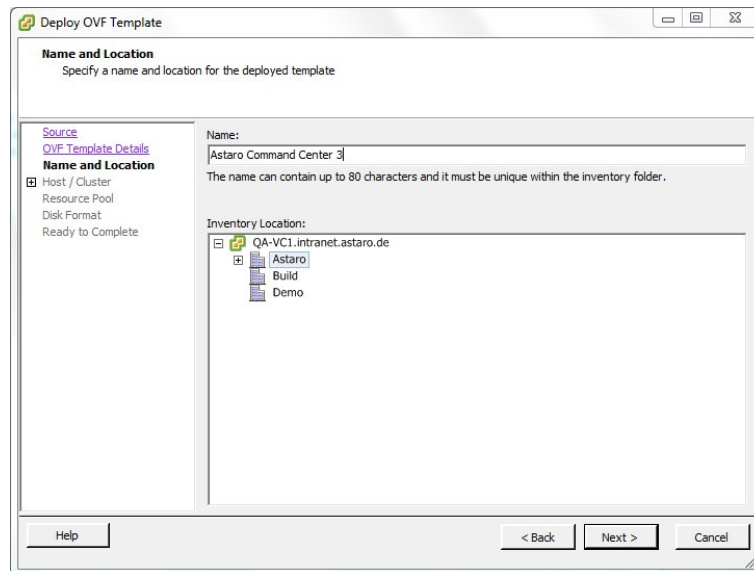 Deploy OVF Template
Name and Location
Specify a name and location for the deployed template
Source
OVF Template Details
Name and Location
Host / Cluster
Resource Pool
Disk Format
Ready to Complete
Name:
Astaro Command Center 3
The name can contain up to 80 characters and it must be unique within the inventory folder.
Inventory Location:
QA-VC1.intranet.astaro.de
Astaro
Build
Demo
Help
< Back
Next >
Cancel